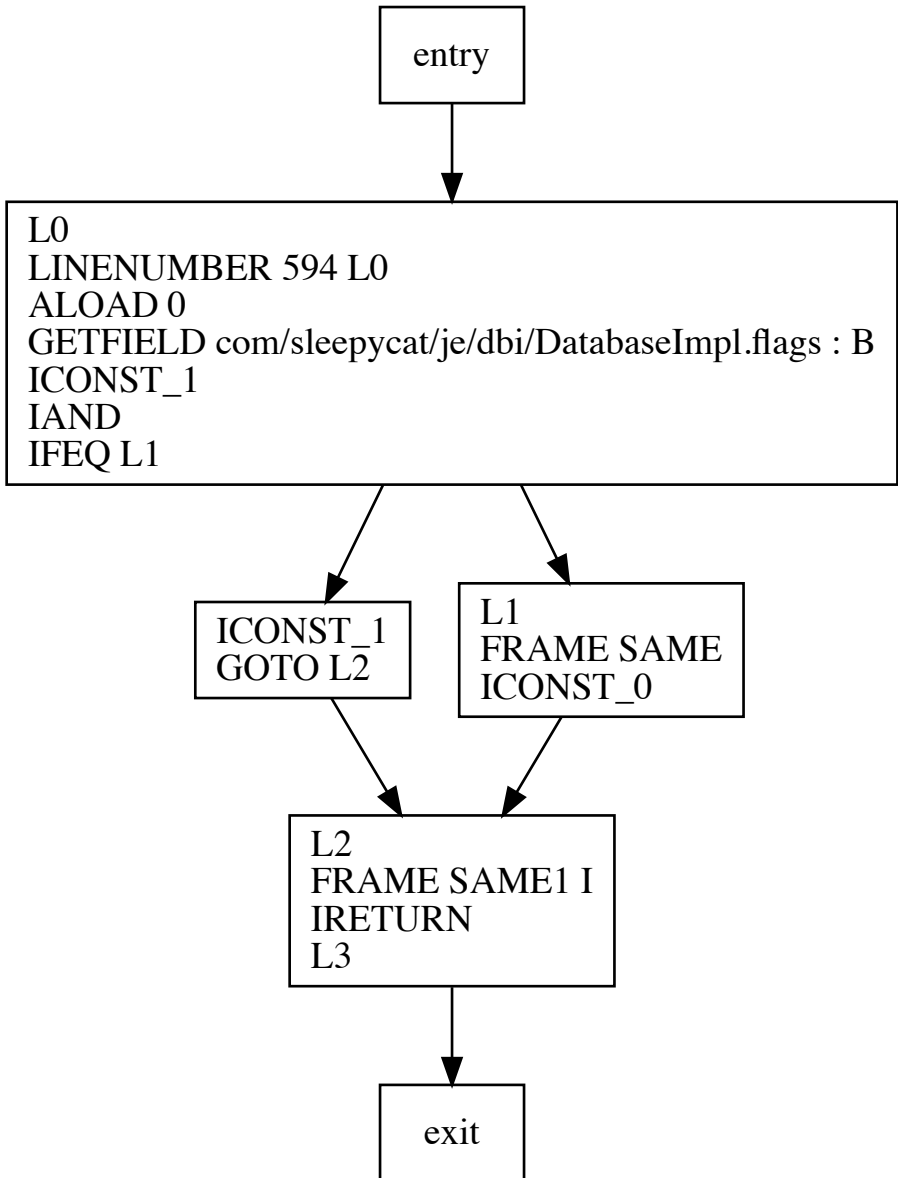 entry
L0
LINENUMBER 594 L0
ALOAD 0
GETFIELD com/sleepycat/je/dbi/DatabaseImpl.flags : B
ICONST_1
IAND
IFEQ L1
ICONST_1
GOTO L2
L1
FRAME SAME
ICONST_0
L2
FRAME SAME1 I
IRETURN
L3
exit